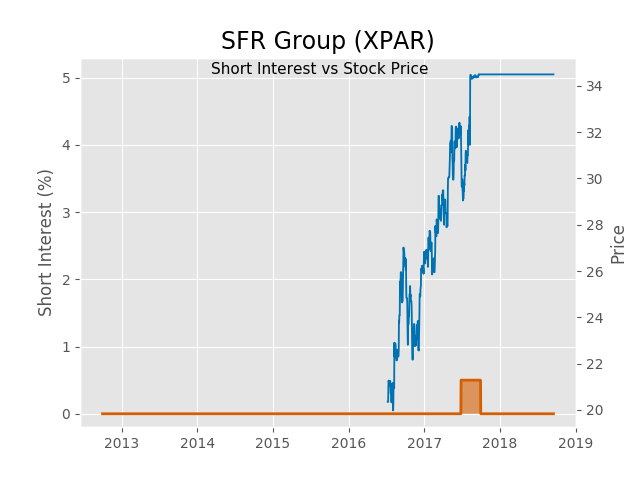 SFR Group (XPAR)
Short Interest vs Stock Price
Short Interest (%)
Price
5
4
3
2
1
0
34
32
30
28
26
24
22
20
2013 2014 2015 2016 2017 2018 2019